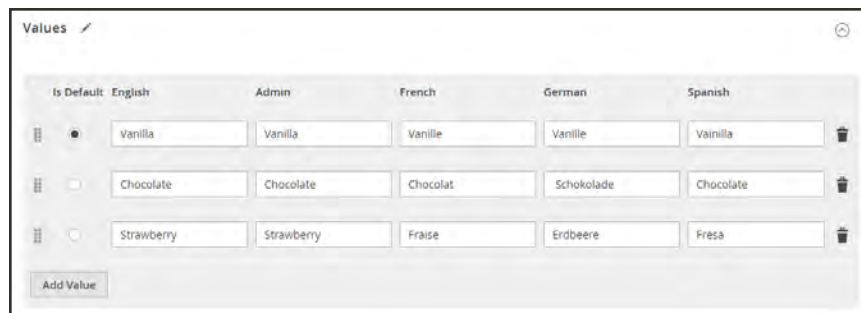 Values
Is Default English Admin French German Spanish
Vanilla Vanilla Vanille Vanille Vainilla
Chocolate Chocolate Chocolat Schokolade Chocolate
Strawberry Strawberry Fraise Erdbeere Fresa
Add Value